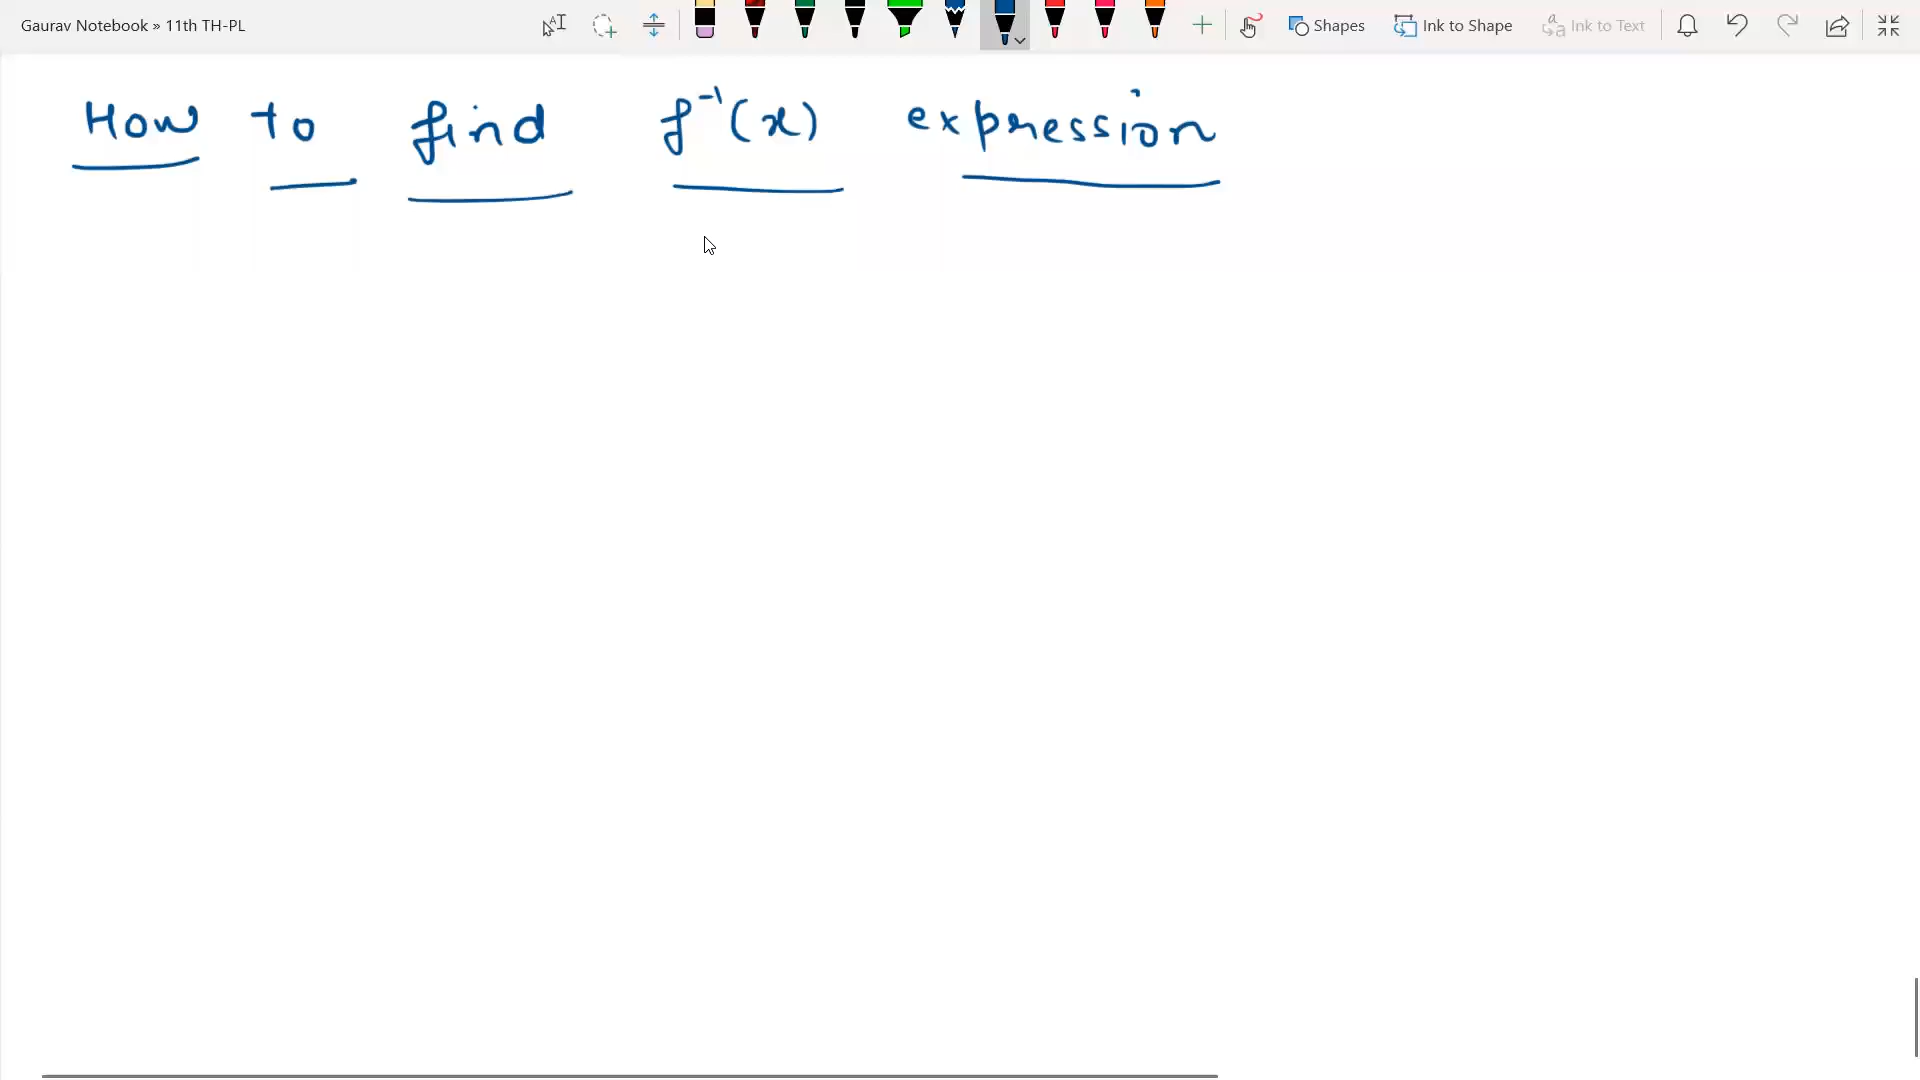 Gaurav Notebook » 11th TH-PL Shapes Ink to Shape Ink to Text
How to find f⁻¹(x) expression